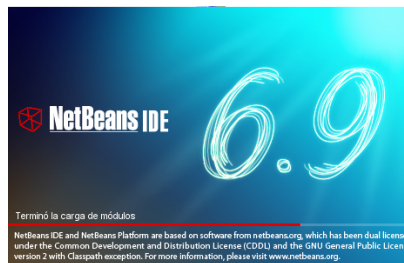 NetBeans IDE
6.9
Terminó la carga de módulos
NetBeans IDE and NetBeans Platform are based on software from netbeans.org, which has been dual license
under the Common Development and Distribution License (CDDL) and the GNU General Public Licen
version 2 with Classpath exception. For more information, please visit www.netbeans.org.